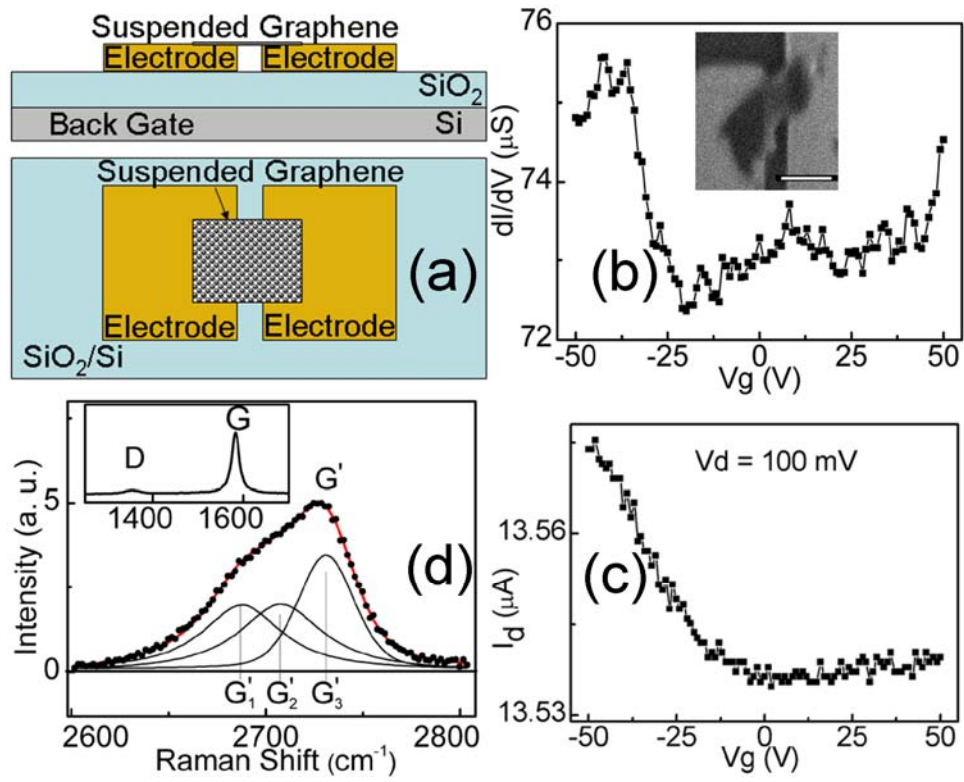 Suspended Graphene
Electrode Electrode
SiO2
Back Gate Si
Suspended Graphene
(a)
Electrode Electrode
SiO2/Si
76
75
74
73
72
dI/dV (μS)
(b)
-50 -25 0 25 50
Vg (V)
D G
1400 1600
G'
5
0
Intensity (a. u.)
(d)
G'1 G'2 G'3
2600 2700 2800
Raman Shift (cm-1)
Vd = 100 mV
13.56
13.53
Id (μA)
(c)
-50 -25 0 25 50
Vg (V)